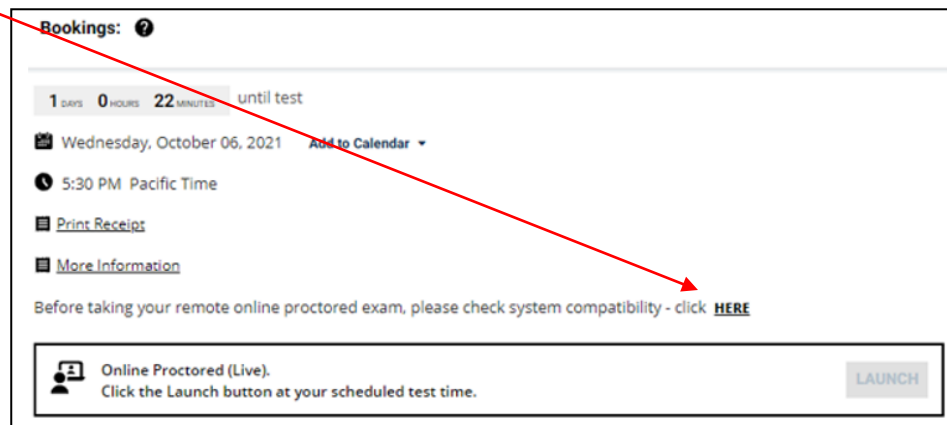 Bookings: ?
1 DAYS 0 HOURS 22 MINUTES until test
Wednesday, October 06, 2021 Add to Calendar
5:30 PM Pacific Time
Print Receipt
More Information
Before taking your remote online proctored exam, please check system compatibility - click HERE
Online Proctored (Live).
Click the Launch button at your scheduled test time.
LAUNCH